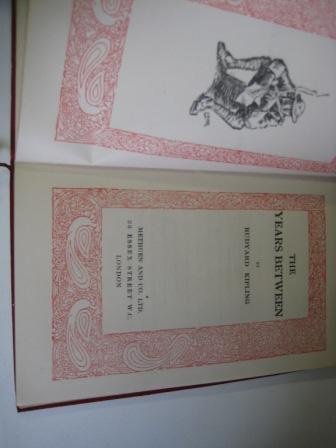 THE
YEARS BETWEEN
BY
RUDYARD KIPLING
METHUEN AND CO. LTD.
36 ESSEX STREET W.C.
LONDON